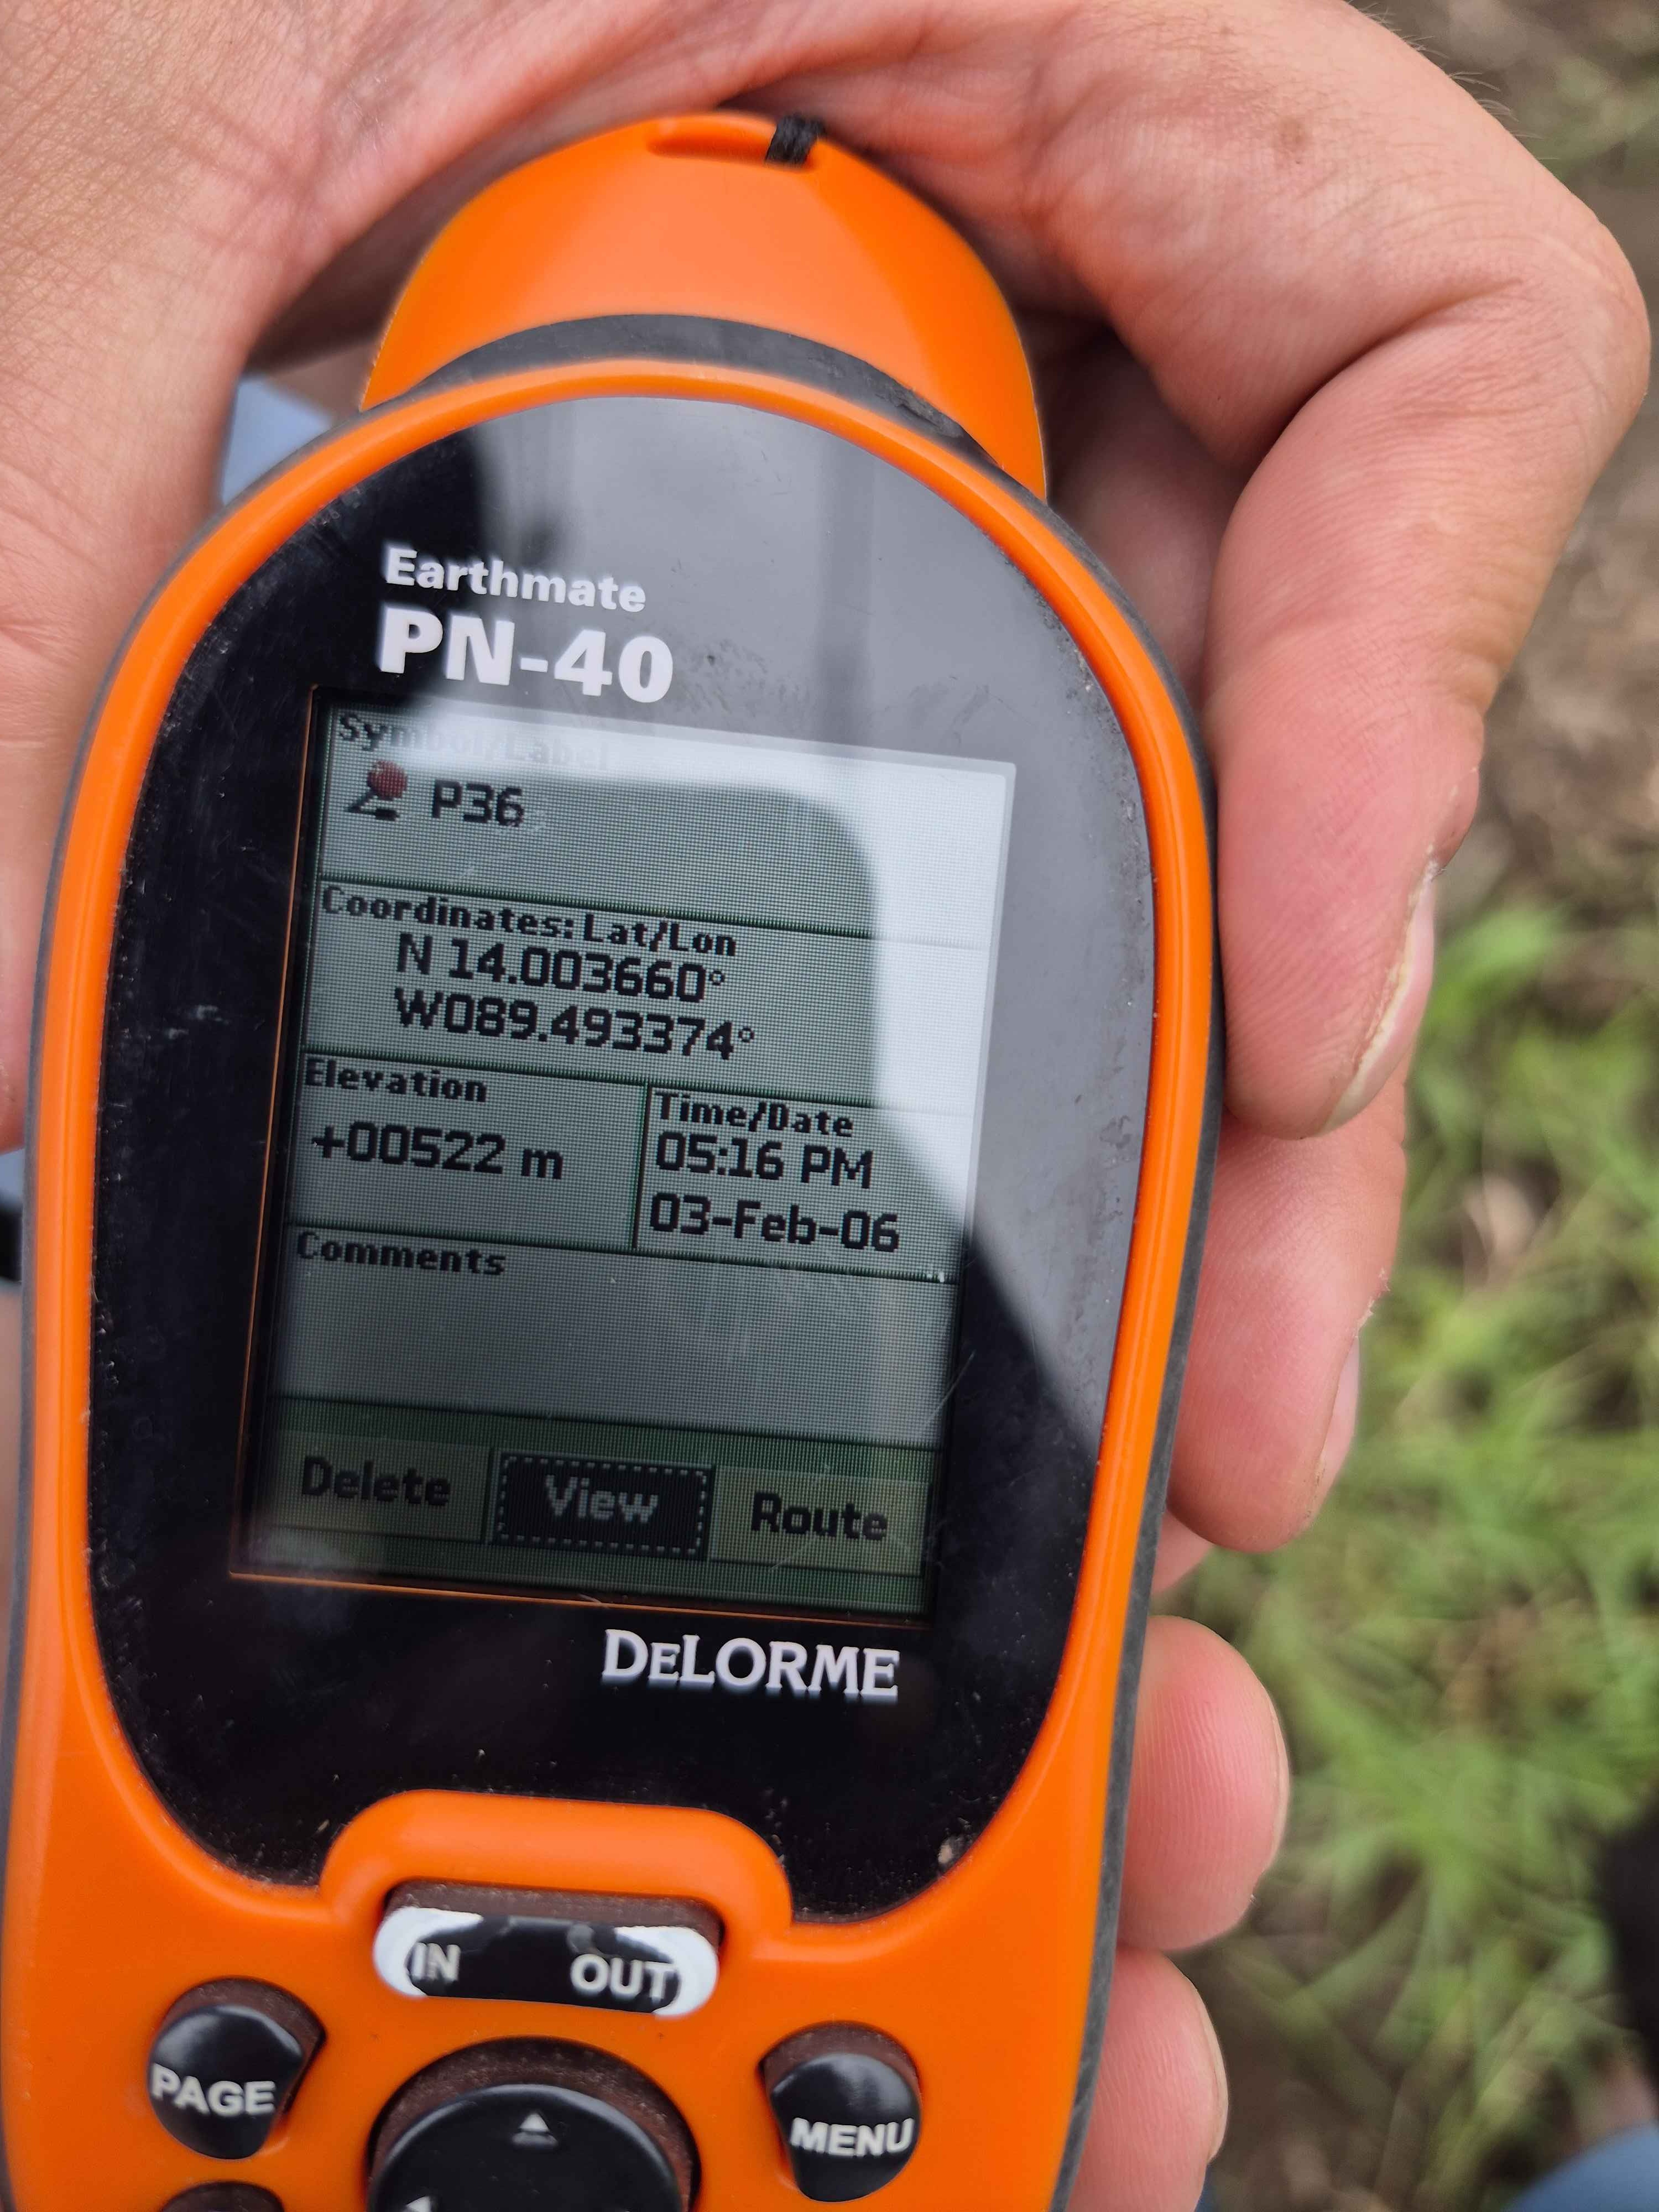 Earthmate
PN-40
Symbol/Label
P36
Coordinates: Lat/Lon
N 14.003660°
W089.493374°
Elevation
+00522 m
Time/Date
05:16 PM
03-Feb-06
Comments
Delete View Route
DELORME
IN OUT
PAGE
MENU